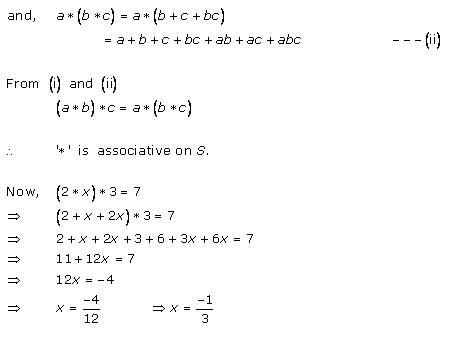 and, a*(b*c) = a*(b+c+bc)
= a+b+c+bc+ab+ac+abc ---(ii)
From (i) and (ii)
(a*b)*c = a*(b*c)
∴ '*' is associative on S.
Now, (2*x)*3 = 7
⇒ (2+x+2x)*3 = 7
⇒ 2+x+2x+3+6+3x+6x = 7
⇒ 11+12x = 7
⇒ 12x = -4
⇒ x = -4/12 ⇒ x = -1/3